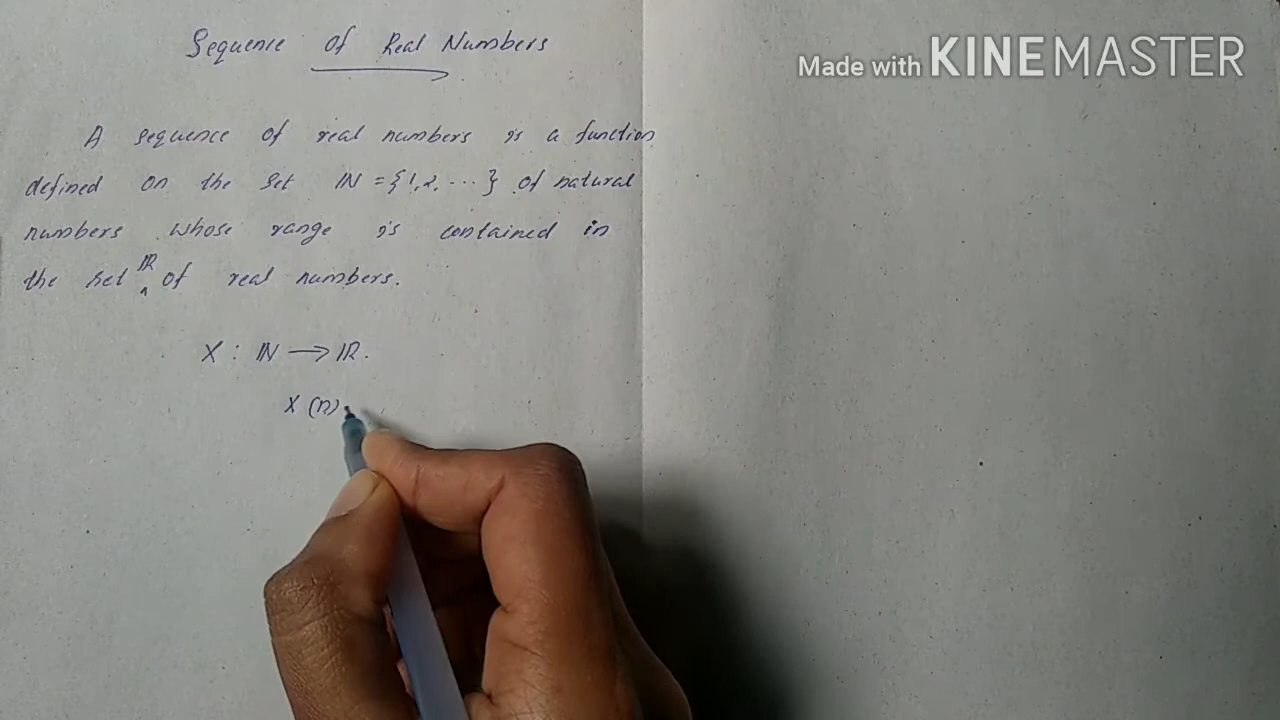 Sequence Of Real Numbers
Made with KINEMASTER
A sequence of real numbers is a function
defined on the set ℕ = {1,2, ...} of natural
numbers whose range is contained in
the set ℝ of real numbers.
X : ℕ → ℝ.
X (n)